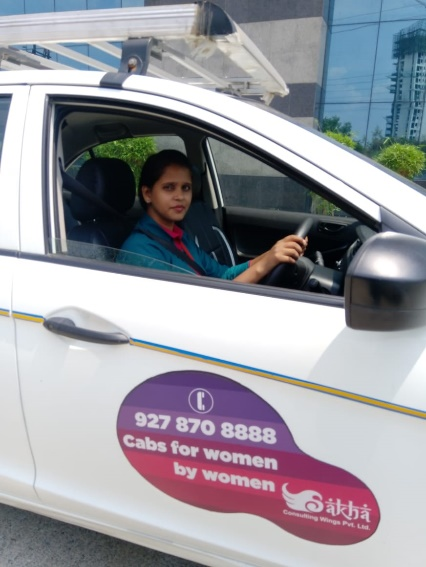 927 870 8888
Cabs for women
by women
Sakha
Consulting Wings Pvt. Ltd.